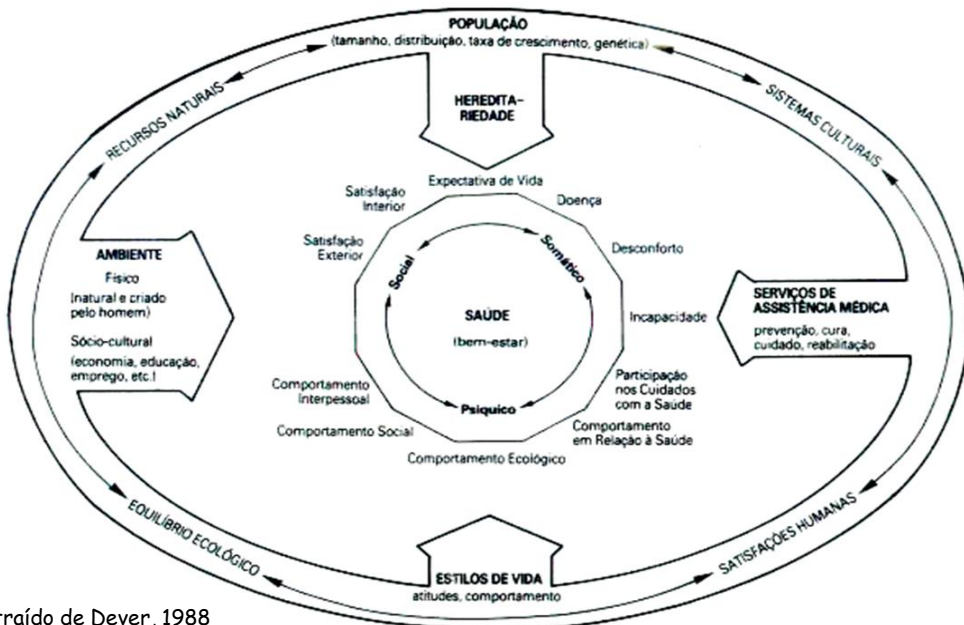 POPULAÇÃO
(tamanho, distribuição, taxa de crescimento, genética)
RECURSOS NATURAIS
SISTEMAS CULTURAIS
HEREDITA-
RIEDADE
Expectativa de Vida
Satisfação
Interior
Doença
Satisfação
Exterior
Desconforto
Social
Somático
AMBIENTE
Físico
(natural e criado
pelo homem)
Sócio-cultural
(economia, educação,
emprego, etc.)
SAÚDE
(bem-estar)
Incapacidade
SERVIÇOS DE
ASSISTÊNCIA MÉDICA
prevenção, cura,
cuidado, reabilitação
Participação
nos Cuidados
com a Saúde
Comportamento
Interpessoal
Psíquico
Comportamento
em Relação à Saúde
Comportamento Social
Comportamento Ecológico
EQUILÍBRIO ECOLÓGICO
SATISFAÇÕES HUMANAS
ESTILOS DE VIDA
atitudes, comportamento
traído de Dever, 1988